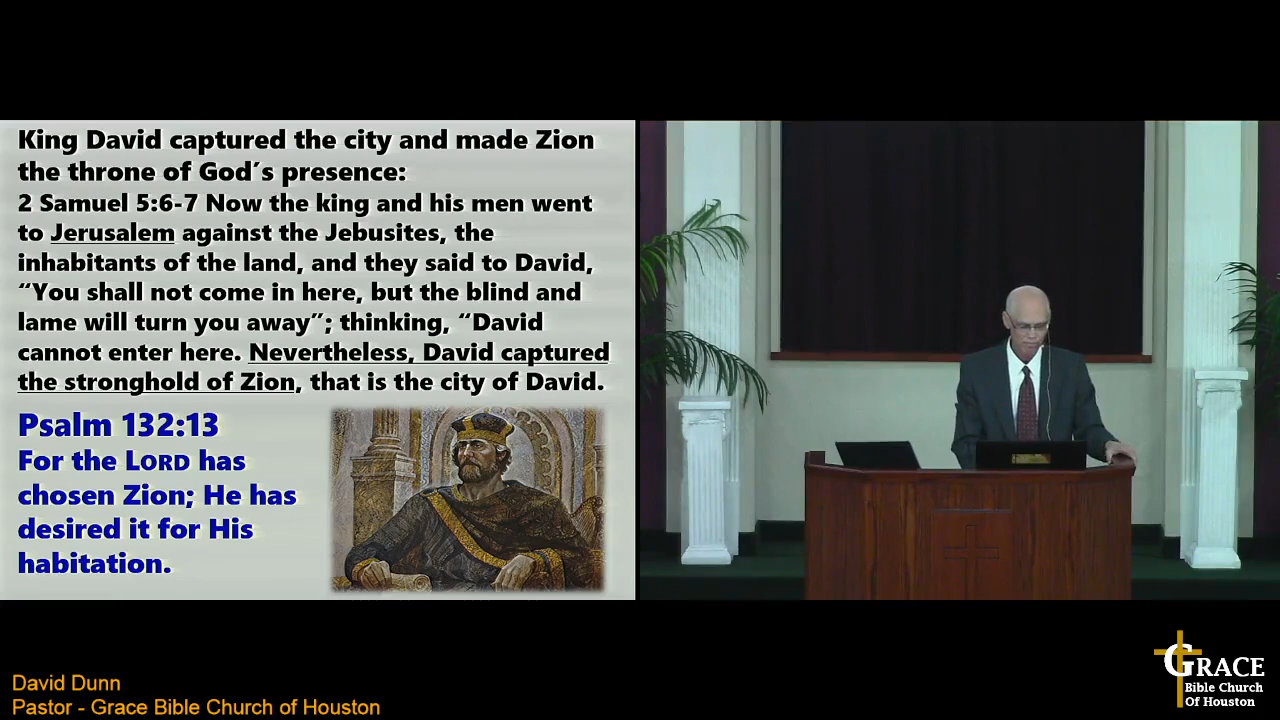 King David captured the city and made Zion
the throne of God's presence:
2 Samuel 5:6-7 Now the king and his men went
to Jerusalem against the Jebusites, the
inhabitants of the land, and they said to David,
“You shall not come in here, but the blind and
lame will turn you away”; thinking, “David
cannot enter here. Nevertheless, David captured
the stronghold of Zion, that is the city of David.
Psalm 132:13
For the LORD has
chosen Zion; He has
desired it for His
habitation.
David Dunn
Pastor - Grace Bible Church of Houston
GRACE
Bible Church
Of Houston